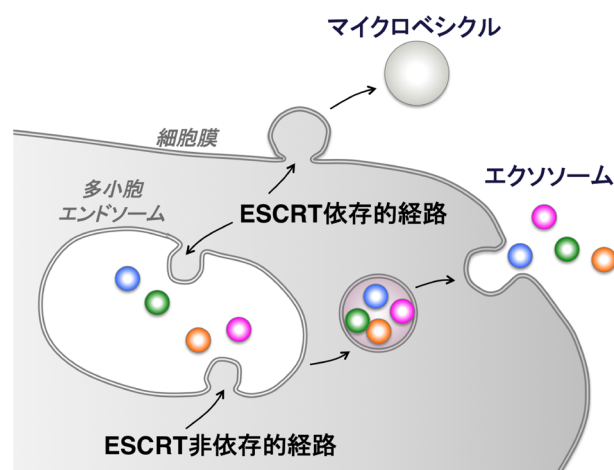 マイクロベシクル
細胞膜
エクソソーム
多小胞
エンドソーム
ESCRT依存的経路
ESCRT非依存的経路